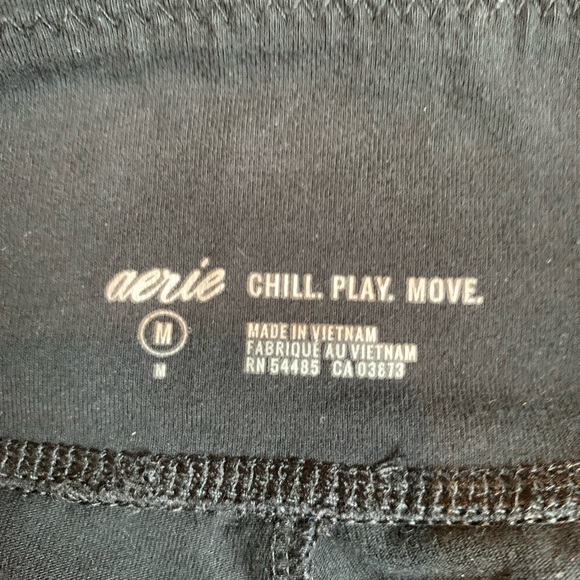 aerie CHILL. PLAY. MOVE.
M
M
MADE IN VIETNAM
FABRIQUÉ AU VIETNAM
RN 54485 CA 03873